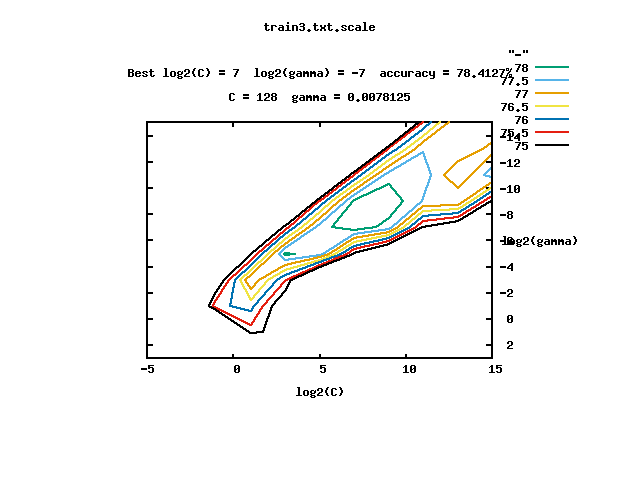 train3.txt.scale
"-"
Best log2(C) = 7  log2(gamma) = -7  accuracy = 78.4127%
78
77.5
C = 128  gamma = 0.0078125
77
76.5
76
75.5
-14
75
-12
-10
-8
-6
log2(gamma)
-4
-2
0
2
-5 0 5 10 15
log2(C)